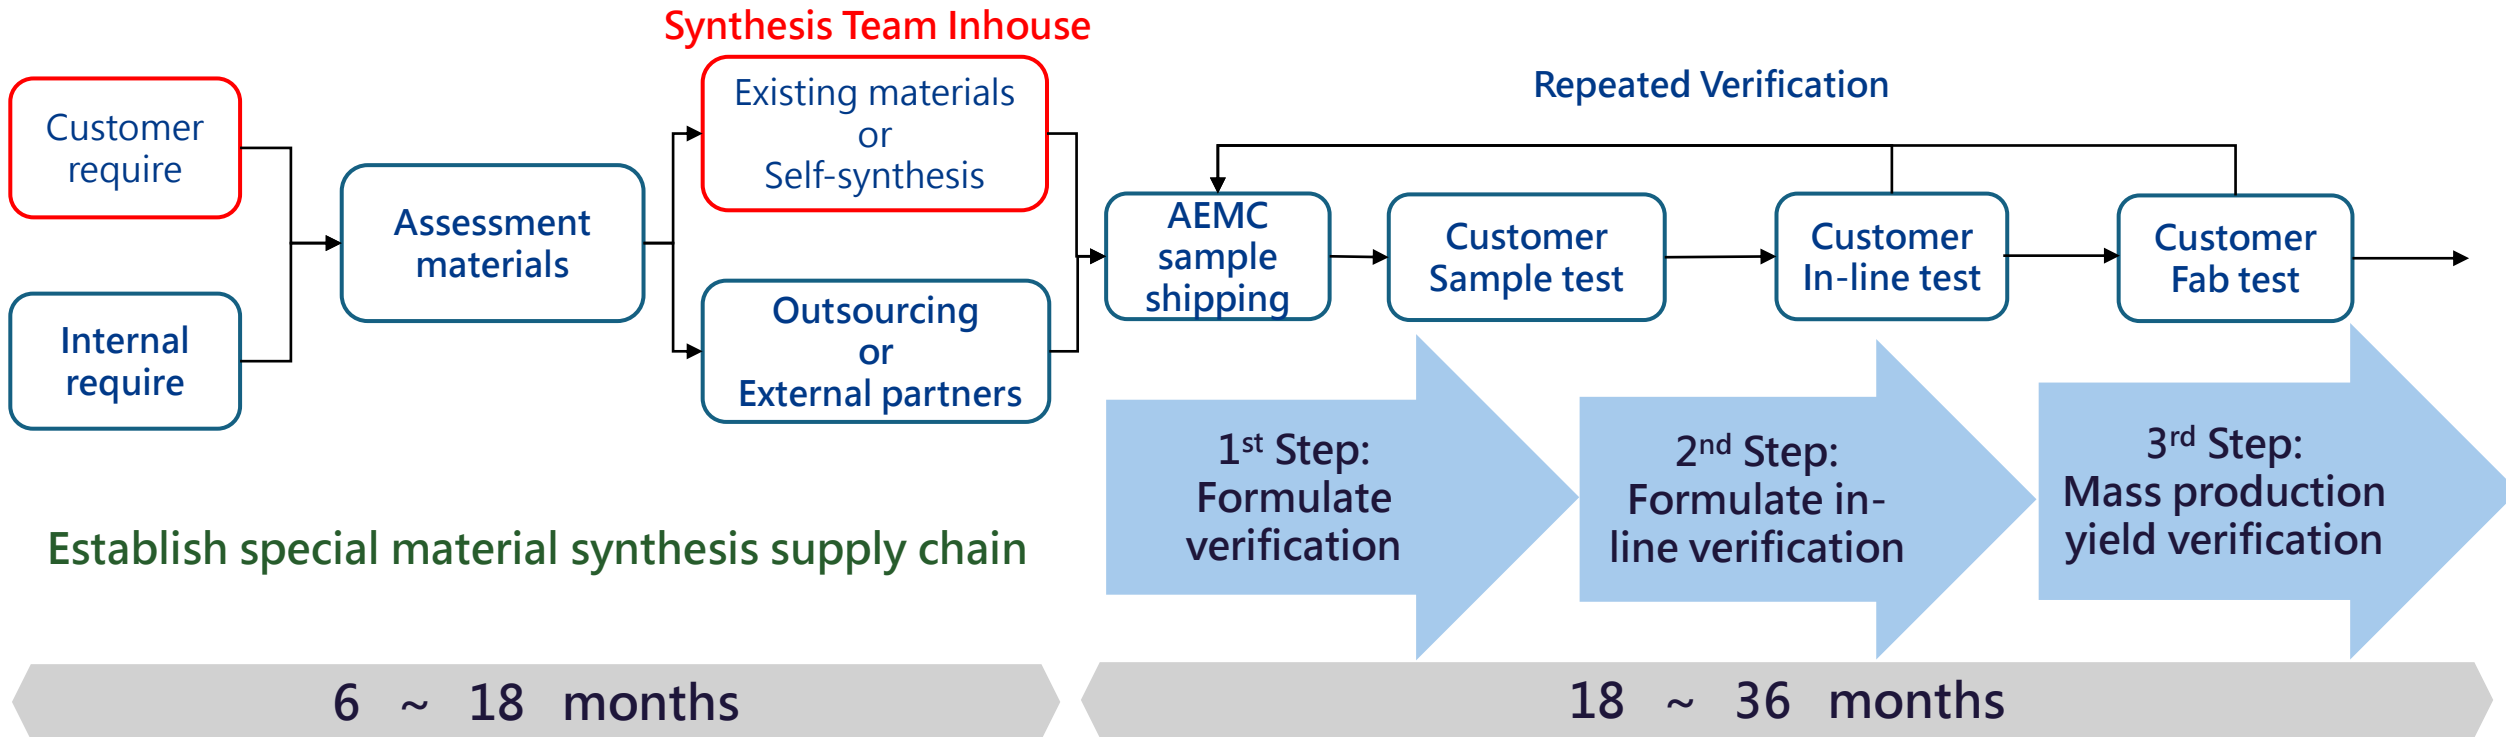 Synthesis Team Inhouse
Customer
require
Internal
require
Assessment
materials
Existing materials
or
Self-synthesis
Outsourcing
or
External partners
Repeated Verification
AEMC
sample
shipping
Customer
Sample test
Customer
In-line test
Customer
Fab test
1st Step:
Formulate
verification
2nd Step:
Formulate in-
line verification
3rd Step:
Mass production
yield verification
Establish special material synthesis supply chain
6 ~ 18 months
18 ~ 36 months